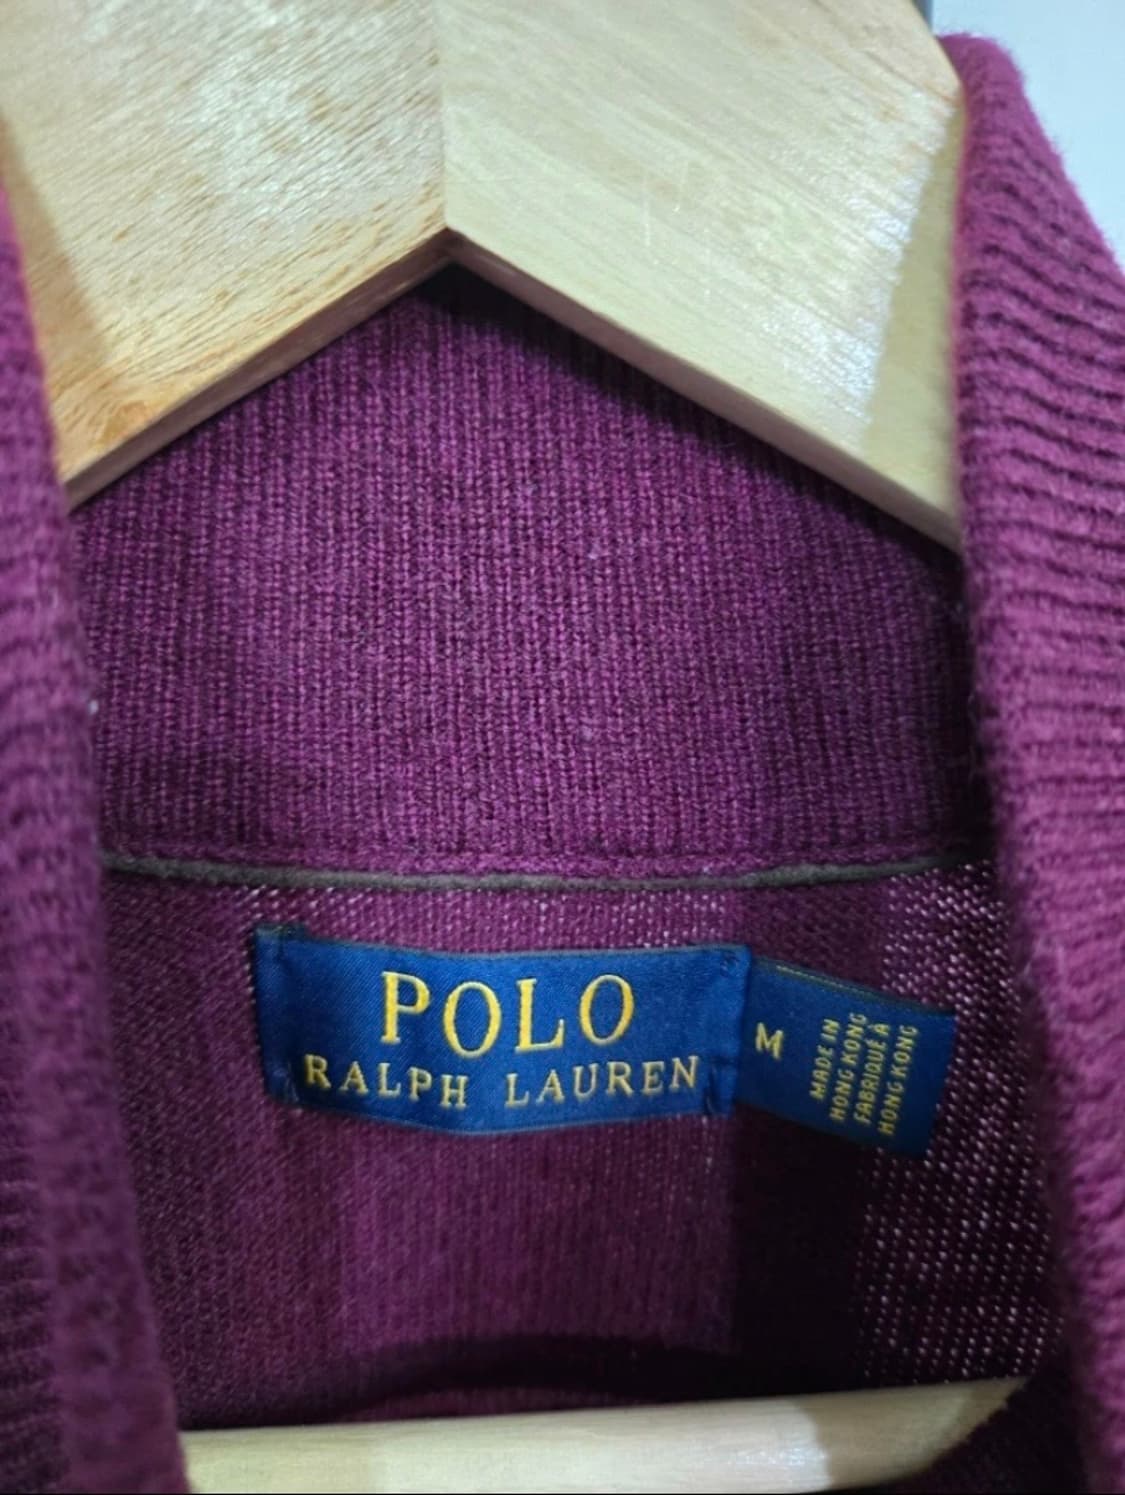 POLO
RALPH LAUREN
M
MADE IN
HONG KONG
FABRIQUÉ À
HONG KONG